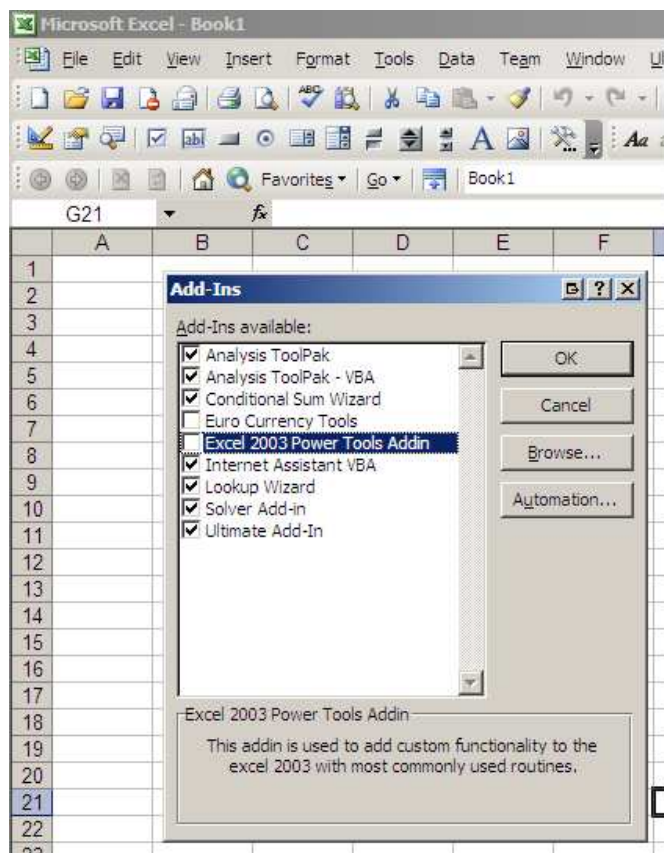 Microsoft Excel - Book1
File Edit View Insert Format Tools Data Team Window
ABC
ab A Aa
Favorites Go Book1
G21 fx
A B C D E F
1
2
3
4
5
6
7
8
9
10
11
12
13
14
15
16
17
18
19
20
21
22
Add-Ins
Add-Ins available:
Analysis ToolPak
Analysis ToolPak - VBA
Conditional Sum Wizard
Euro Currency Tools
Excel 2003 Power Tools Addin
Internet Assistant VBA
Lookup Wizard
Solver Add-in
Ultimate Add-In
OK
Cancel
Browse...
Automation...
Excel 2003 Power Tools Addin
This addin is used to add custom functionality to the
excel 2003 with most commonly used routines.